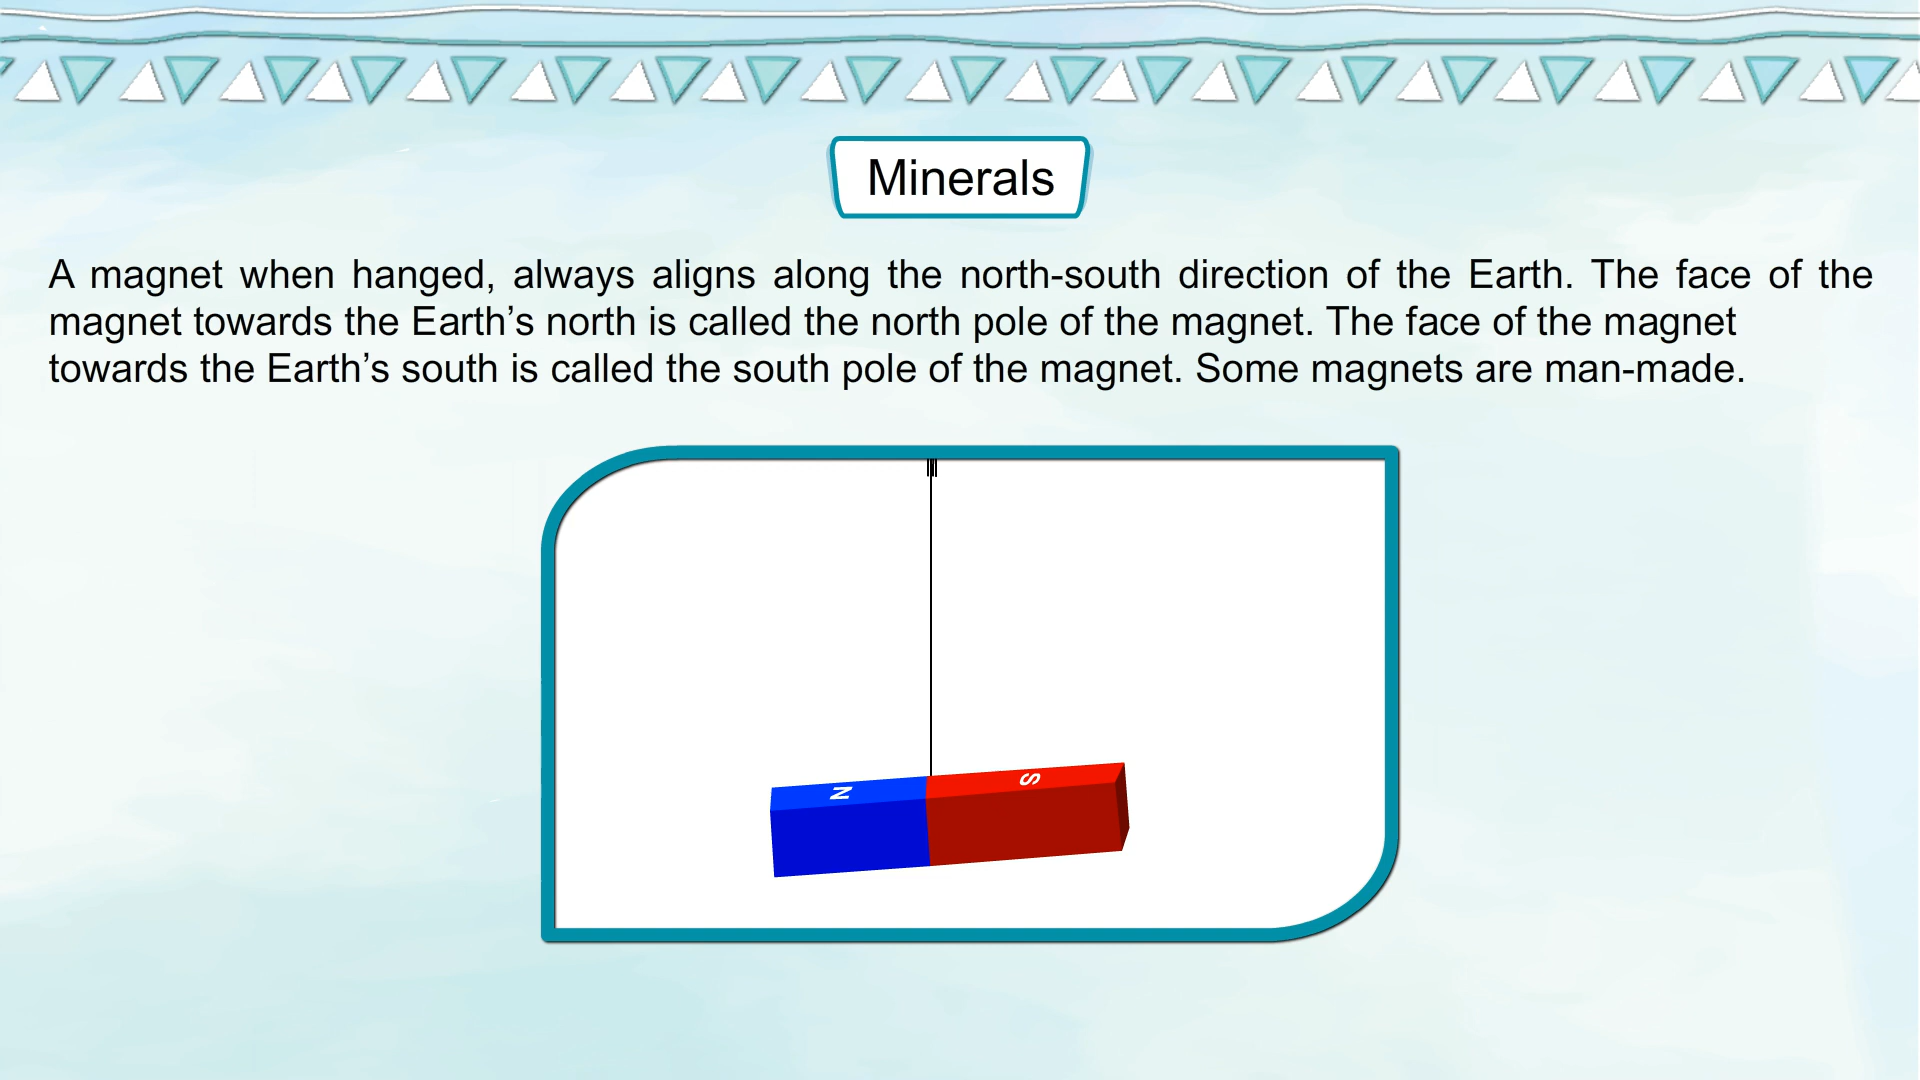 Minerals
A magnet when hanged, always aligns along the north-south direction of the Earth. The face of the
magnet towards the Earth’s north is called the north pole of the magnet. The face of the magnet
towards the Earth’s south is called the south pole of the magnet. Some magnets are man-made.
N
S